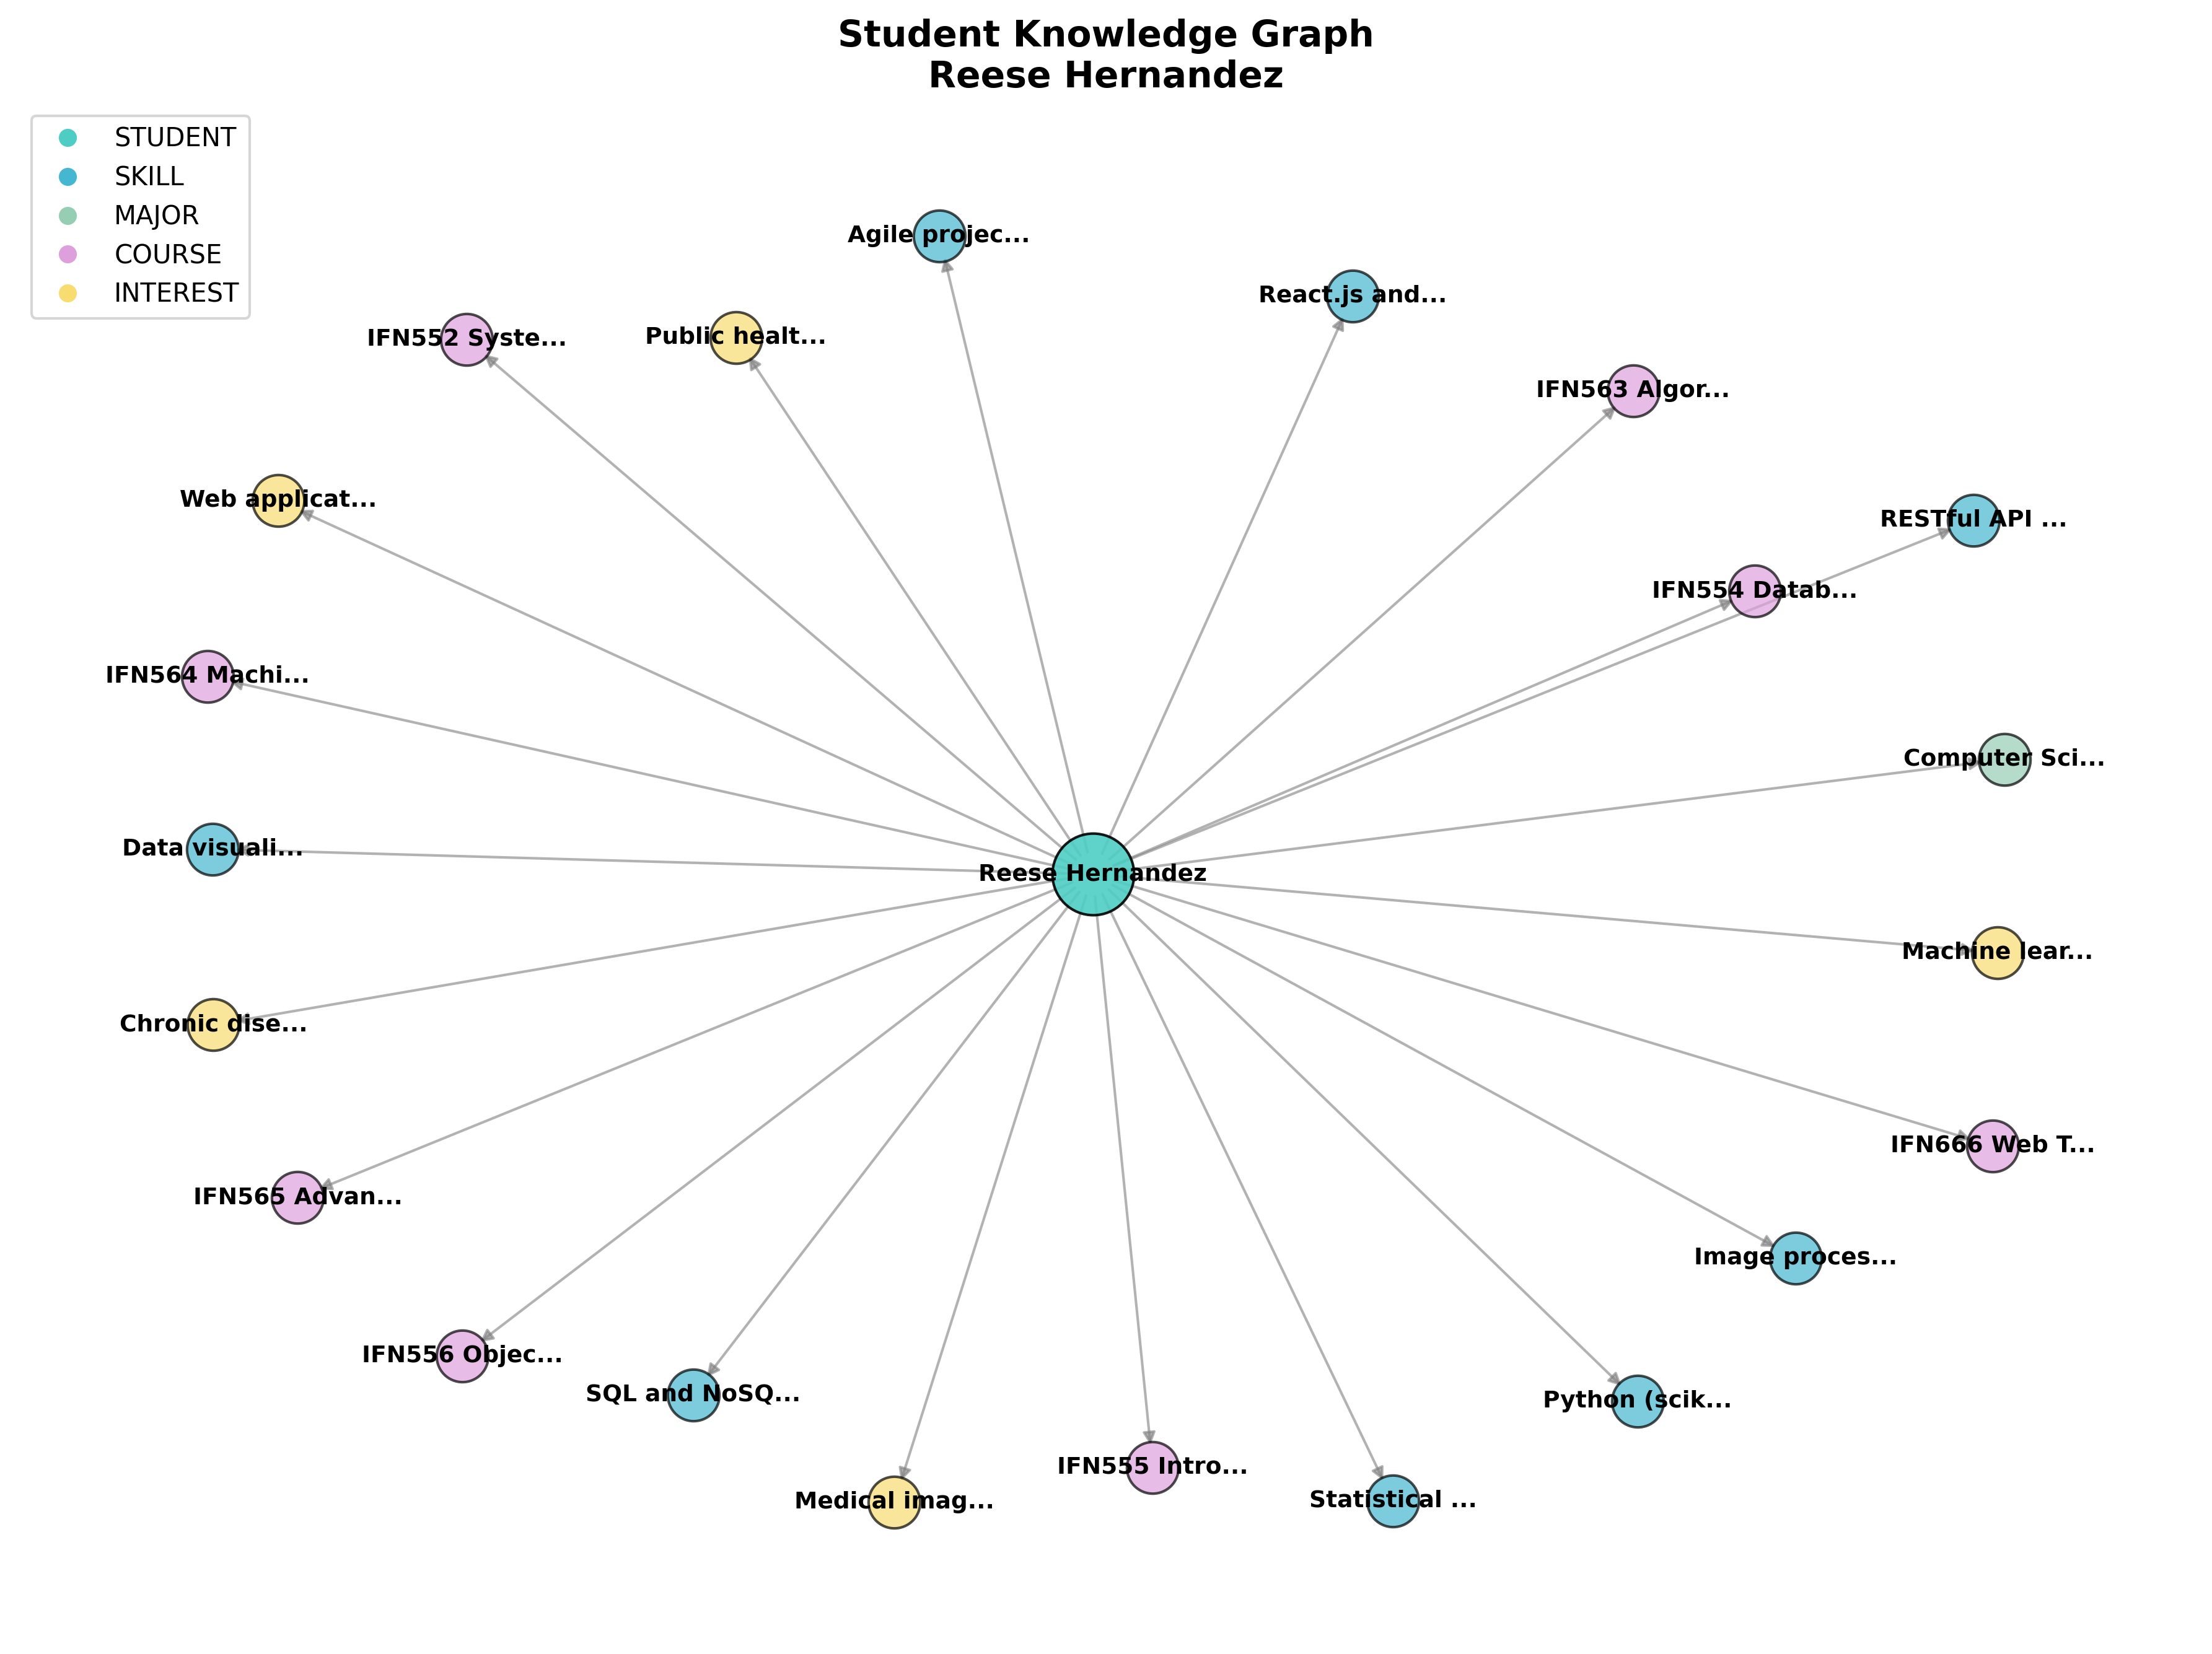 Student Knowledge Graph
Reese Hernandez
STUDENT
SKILL
MAJOR
COURSE
INTEREST
Agile projec...
React.js and...
IFN552 Syste...
Public healt...
IFN563 Algor...
Web applicat...
RESTful API ...
IFN554 Datab...
IFN564 Machi...
Computer Sci...
Data visuali...
Reese Hernandez
Machine lear...
Chronic dise...
IFN666 Web T...
IFN565 Advan...
Image proces...
IFN556 Objec...
SQL and NoSQ...
Python (scik...
IFN555 Intro...
Medical imag...
Statistical ...